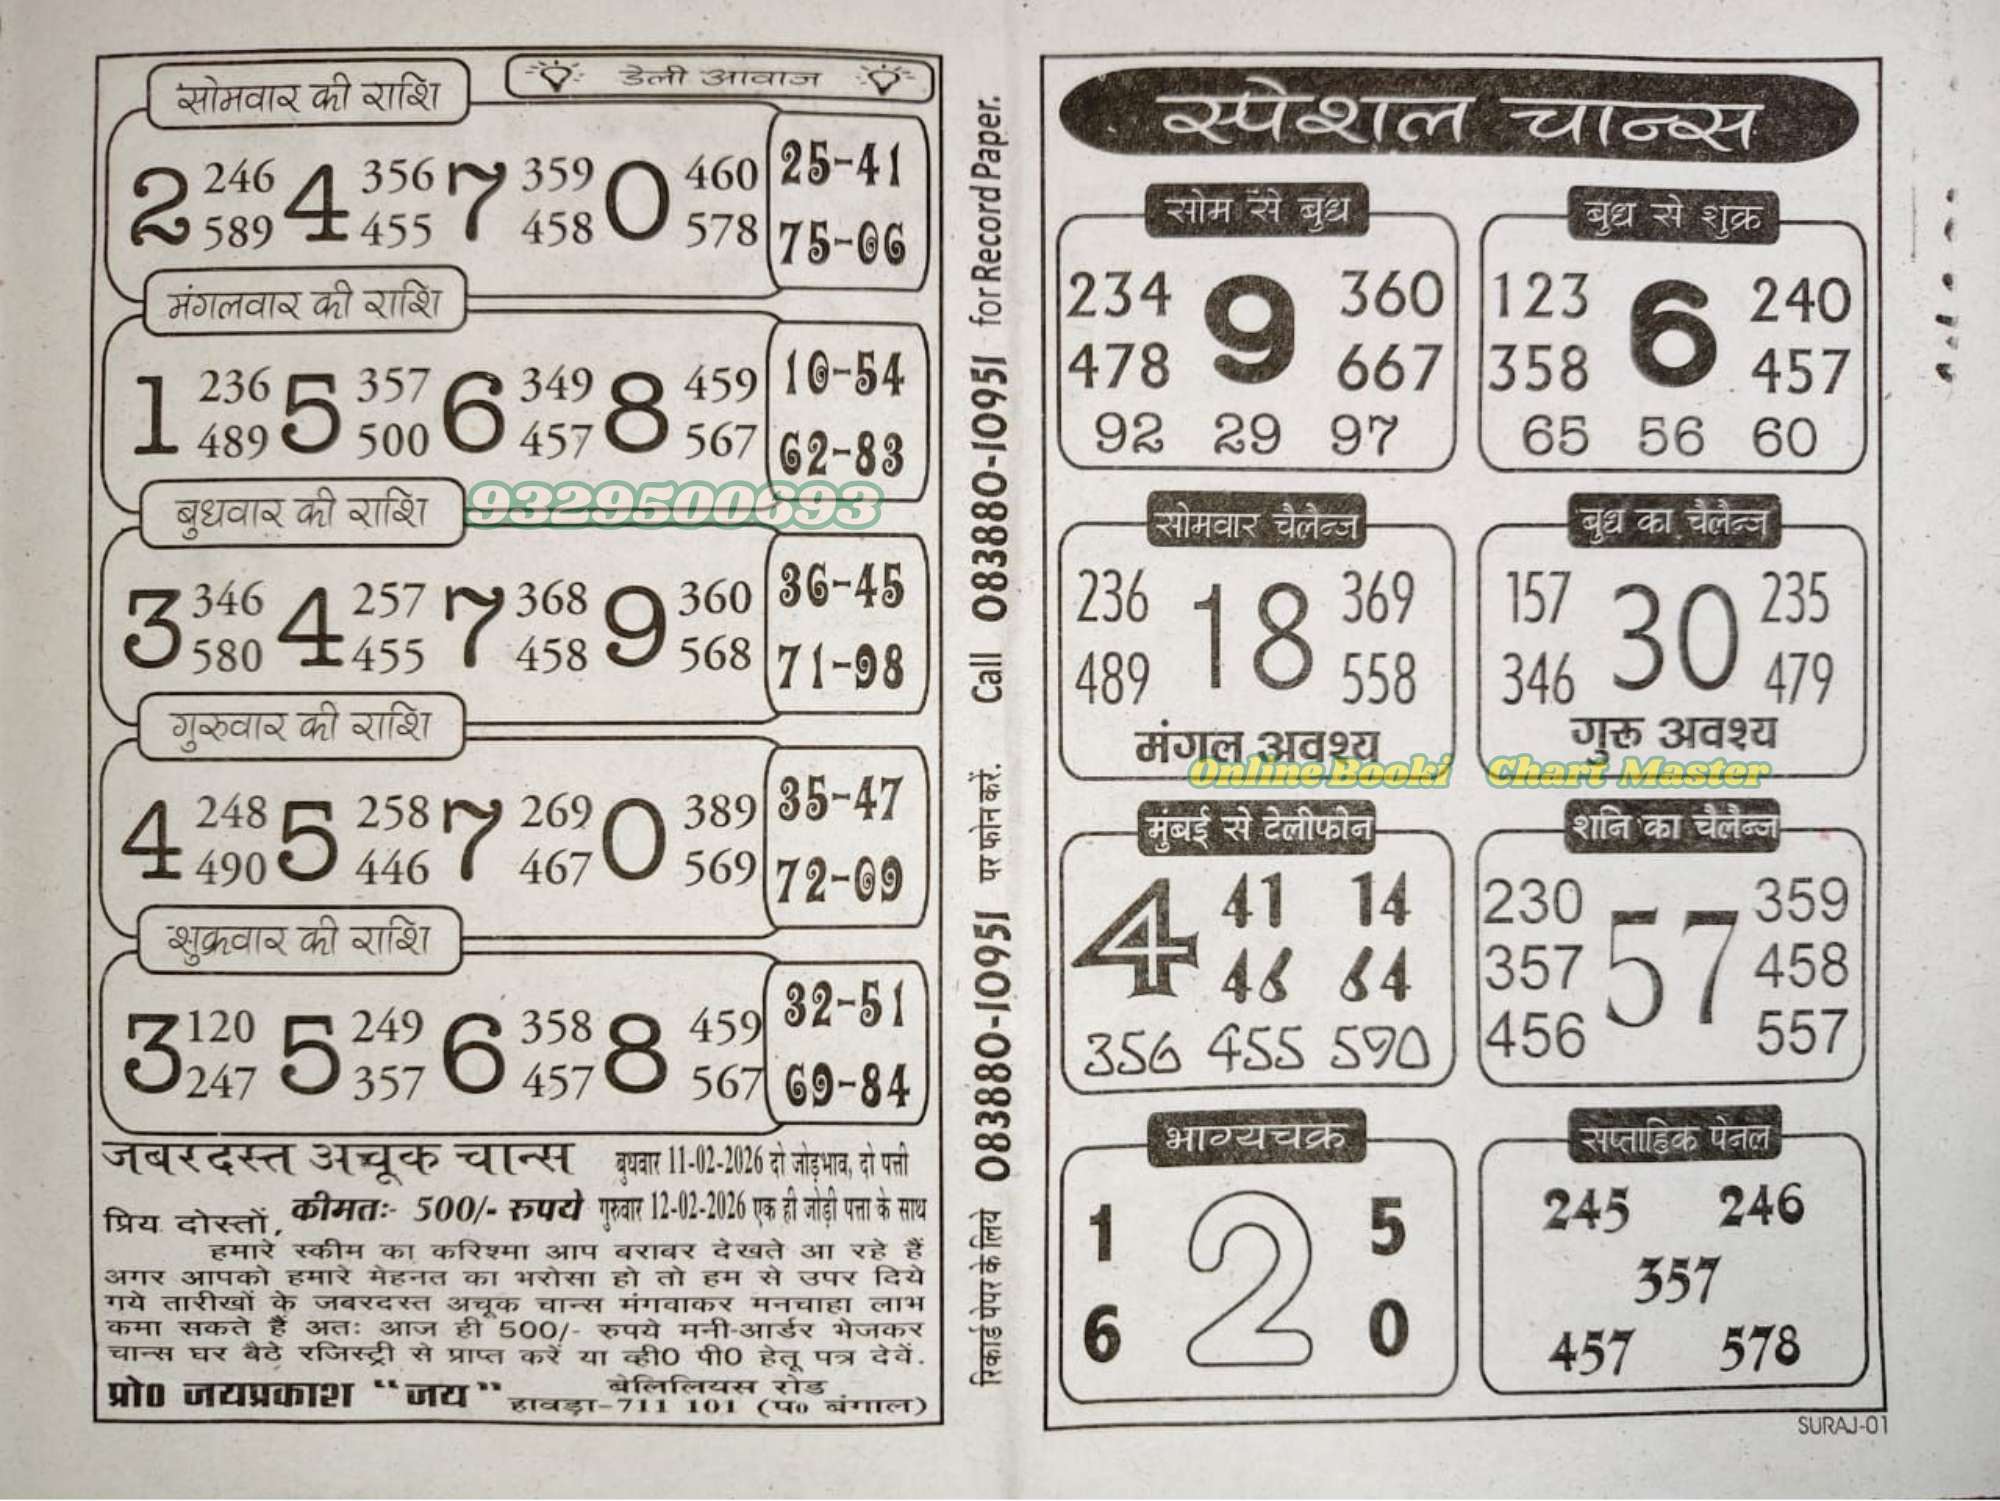 डेली आवाज
सोमवार की राशि
2 246 4 356 7 359 0 460 25-41
589 455 458 578 75-06
मंगलवार की राशि
1 236 5 357 6 349 8 459 10-54
489 500 457 567 62-83
बुधवार की राशि
9329500693
3 346 4 257 7 368 9 360 36-45
580 455 458 568 71-98
गुरुवार की राशि
4 248 5 258 7 269 0 389 35-47
490 446 467 569 72-09
शुक्रवार की राशि
3 120 5 249 6 358 8 459 32-51
247 357 457 567 69-84
जबरदस्त अचूक चान्स बुधवार 11-02-2026 दो जोड़भाव, दो पत्ती
प्रिय दोस्तों, कीमतः- 500/- रुपये गुरुवार 12-02-2026 एक ही जोड़ी पत्ता के साथ
हमारे स्कीम का करिश्मा आप बराबर देखते आ रहे हैं
अगर आपको हमारे मेहनत का भरोसा हो तो हम से उपर दिये
गये तारीखों के जबरदस्त अचूक चान्स मंगवाकर मनचाहा लाभ
कमा सकते हैं अतः आज ही 500/- रुपये मनी-आर्डर भेजकर
चान्स घर बैठे रजिस्ट्री से प्राप्त करें या व्ही0 पी0 हेतू पत्र देवें.
प्रो0 जयप्रकाश "जय" बेलिलियस रोड
हावड़ा-711 101 (प0 बंगाल)
रिकार्ड पेपर के लिये 083880-10951 पर फोन करें. Call 083880-10951 for Record Paper.
स्पेशल चान्स
सोम से बुध
234 9 360
478 667
92 29 97
बुध से शुक्र
123 6 240
358 457
65 56 60
सोमवार चैलेन्ज
236 18 369
489 558
मंगल अवश्य
बुध का चैलेन्ज
157 30 235
346 479
गुरू अवश्य
Online Booki Chart Master
मुंबई से टेलीफोन
4 41 14
46 64
356 455 590
शनि का चैलेन्ज
230 57 359
357 458
456 557
भाग्यचक्र
1 2 5
6 0
सप्ताहिक पेनल
245 246
357
457 578
SURAJ-01